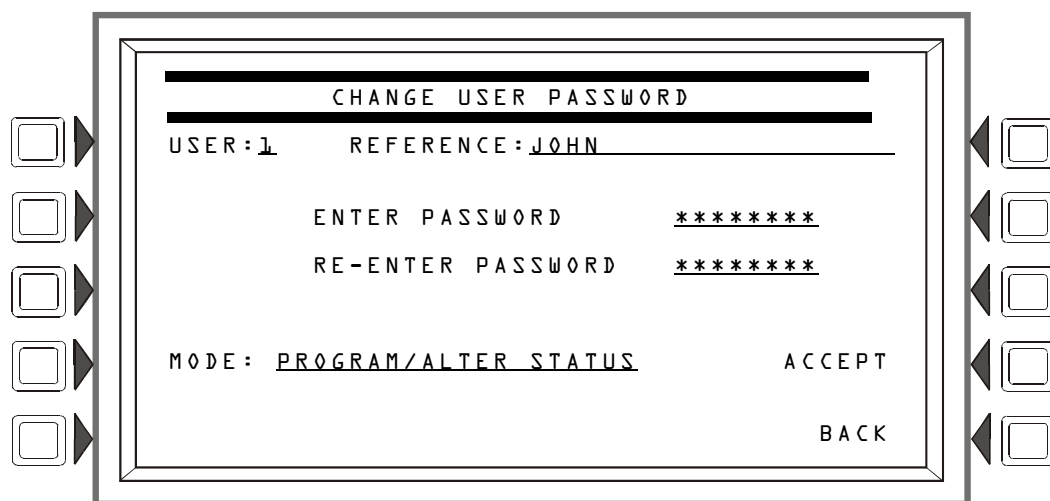 CHANGE USER PASSWORD
USER:1 REFERENCE:JOHN
ENTER PASSWORD ********
RE-ENTER PASSWORD ********
MODE: PROGRAM/ALTER STATUS ACCEPT
BACK